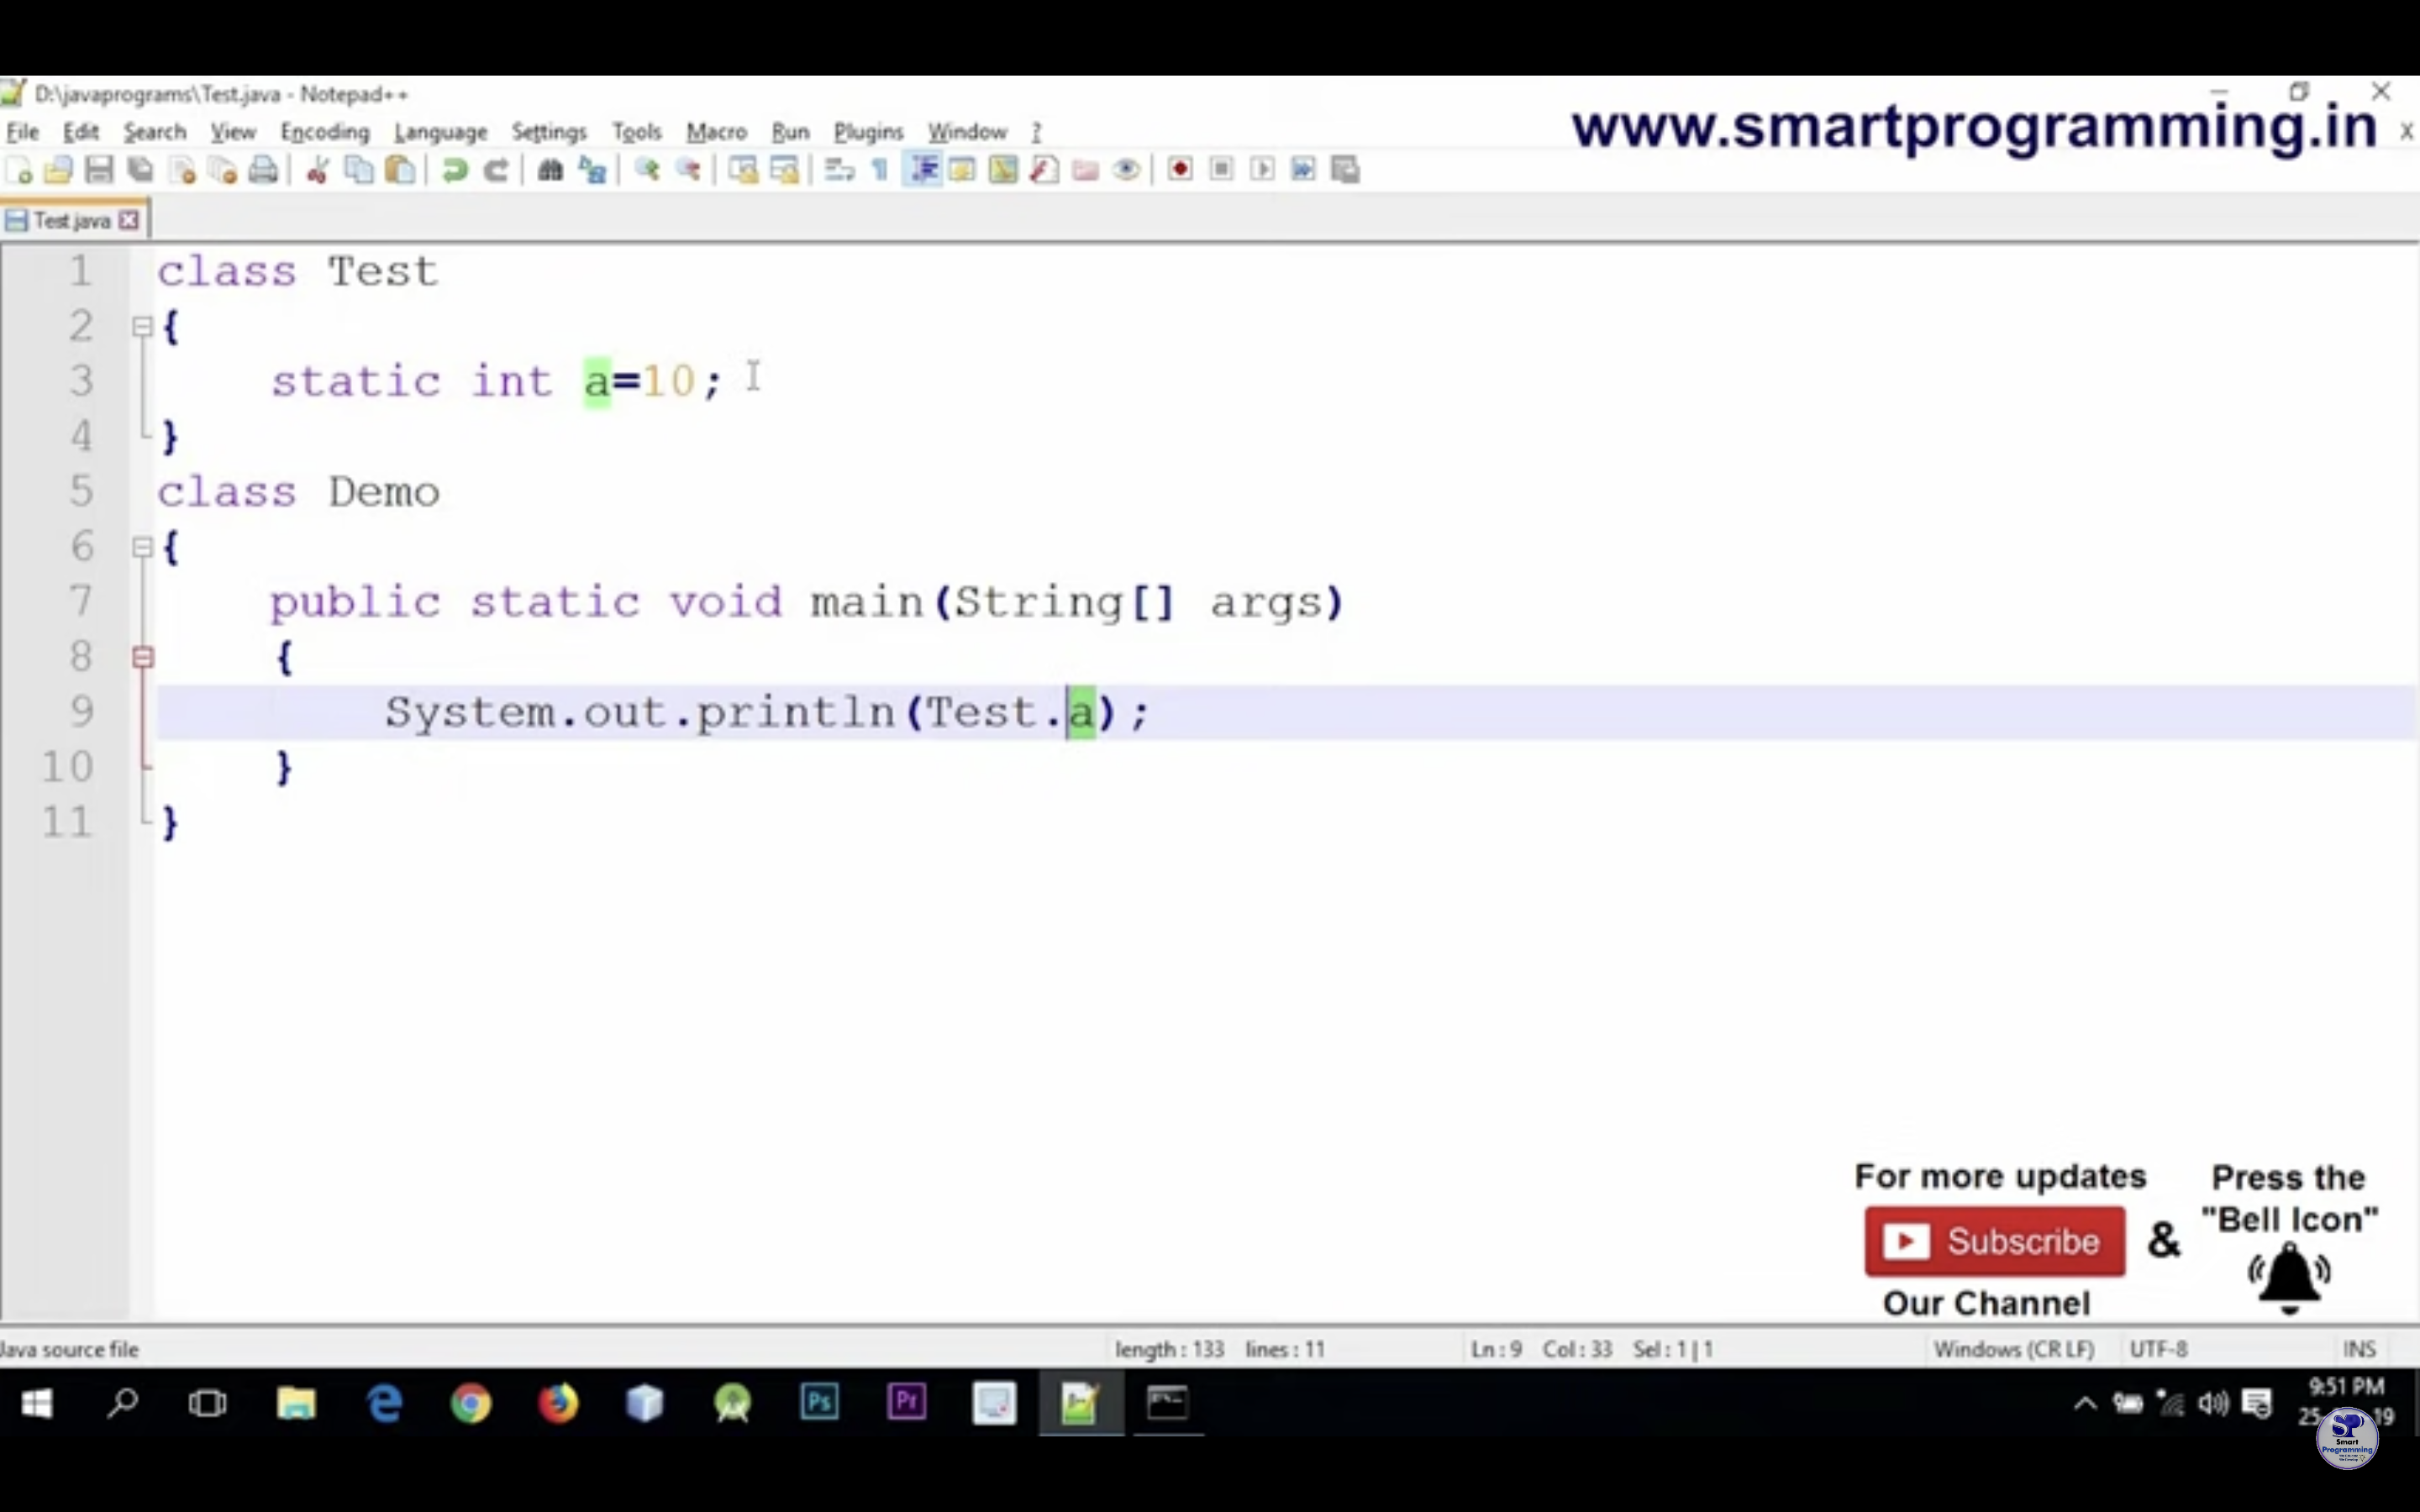 D:\javaprograms\Test.java - Notepad++
www.smartprogramming.in
File Edit Search View Encoding Language Settings Tools Macro Run Plugins Window ?
Test.java
1 class Test
2 {
3 static int a=10;
4 }
5 class Demo
6 {
7 public static void main(String[] args)
8 {
9 System.out.println(Test.a);
10 }
11 }
For more updates
Subscribe
Our Channel
&
Press the
"Bell Icon"
Java source file length : 133 lines : 11 Ln : 9 Col : 33 Sel : 1 | 1 Windows (CR LF) UTF-8 INS
Ps Pr
9:51 PM
25 19
SP
Smart
Programming